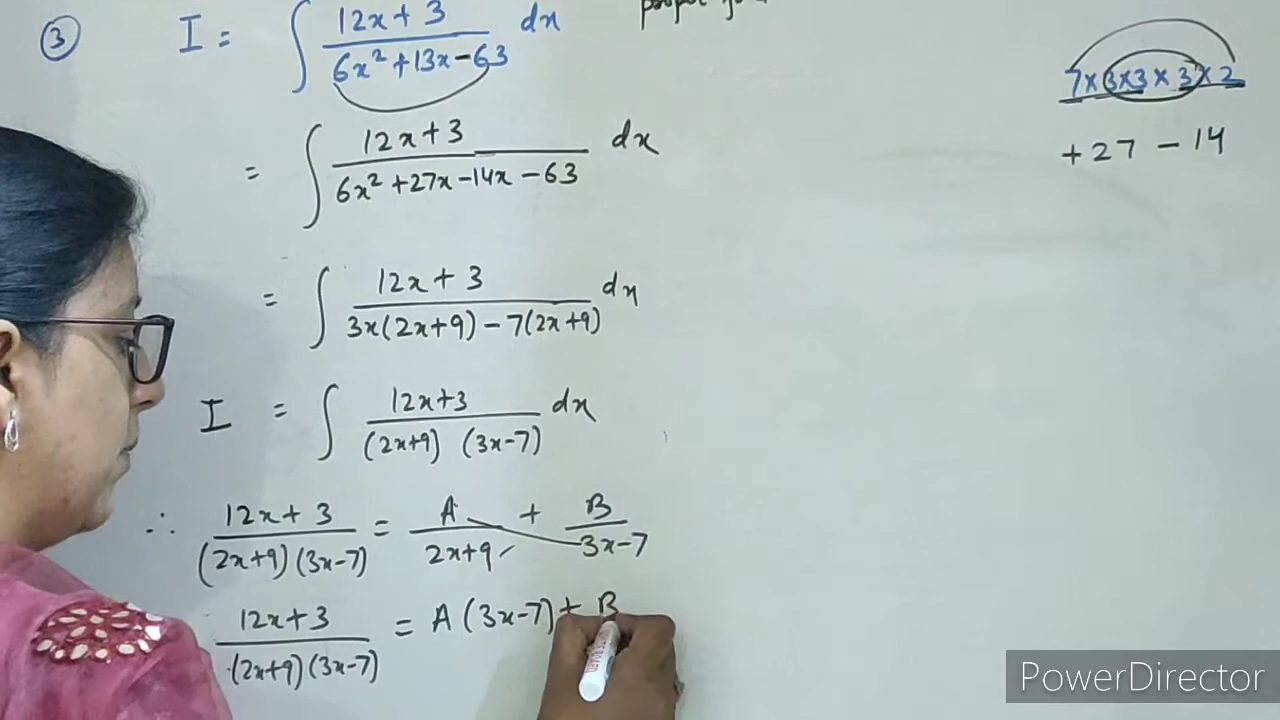 ③ I = ∫ (12x + 3)/(6x² + 13x - 63) dx
7×3×3×3×2
= ∫ (12x + 3)/(6x² + 27x - 14x - 63) dx
+27 - 14
= ∫ (12x + 3)/(3x(2x+9) - 7(2x+9)) dx
I = ∫ (12x+3)/((2x+9) (3x-7)) dx
∴ (12x + 3)/((2x+9)(3x-7)) = A/(2x+9) + B/(3x-7)
(12x + 3)/((2x+9)(3x-7)) = A(3x-7) + B
PowerDirector